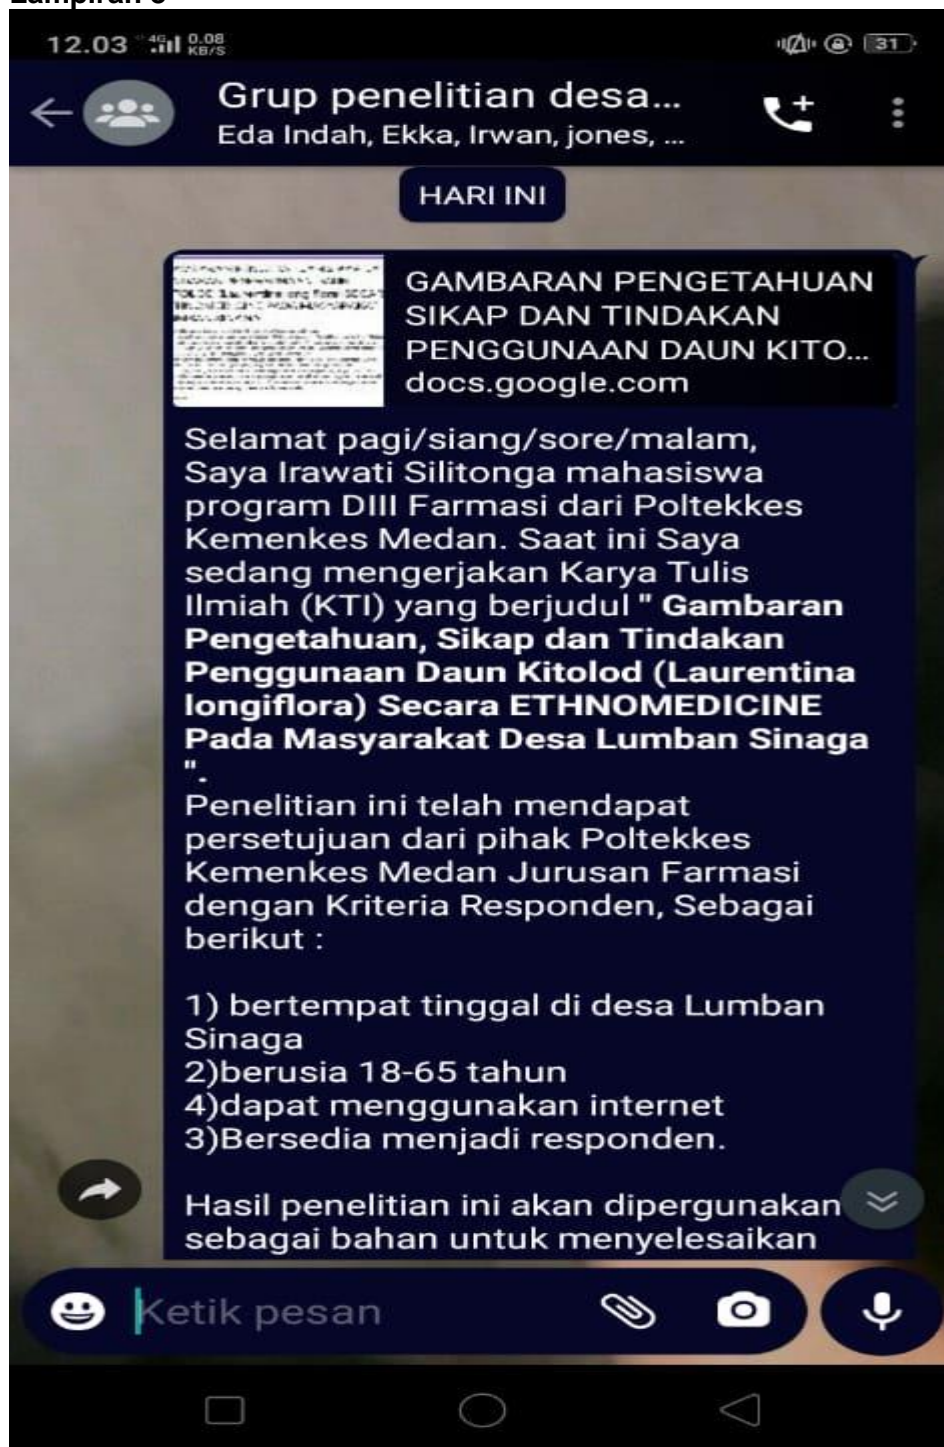 12.03 4G 0.08 KB/S 31
Grup penelitian desa...
Eda Indah, Ekka, Irwan, jones, ...
HARI INI
GAMBARAN PENGETAHUAN
SIKAP DAN TINDAKAN
PENGGUNAAN DAUN KITO...
docs.google.com
Selamat pagi/siang/sore/malam,
Saya Irawati Silitonga mahasiswa
program DIII Farmasi dari Poltekkes
Kemenkes Medan. Saat ini Saya
sedang mengerjakan Karya Tulis
Ilmiah (KTI) yang berjudul " Gambaran
Pengetahuan, Sikap dan Tindakan
Penggunaan Daun Kitolod (Laurentina
longiflora) Secara ETHNOMEDICINE
Pada Masyarakat Desa Lumban Sinaga
".
Penelitian ini telah mendapat
persetujuan dari pihak Poltekkes
Kemenkes Medan Jurusan Farmasi
dengan Kriteria Responden, Sebagai
berikut :
1) bertempat tinggal di desa Lumban
Sinaga
2)berusia 18-65 tahun
4)dapat menggunakan internet
3)Bersedia menjadi responden.
Hasil penelitian ini akan dipergunakan
sebagai bahan untuk menyelesaikan
Ketik pesan